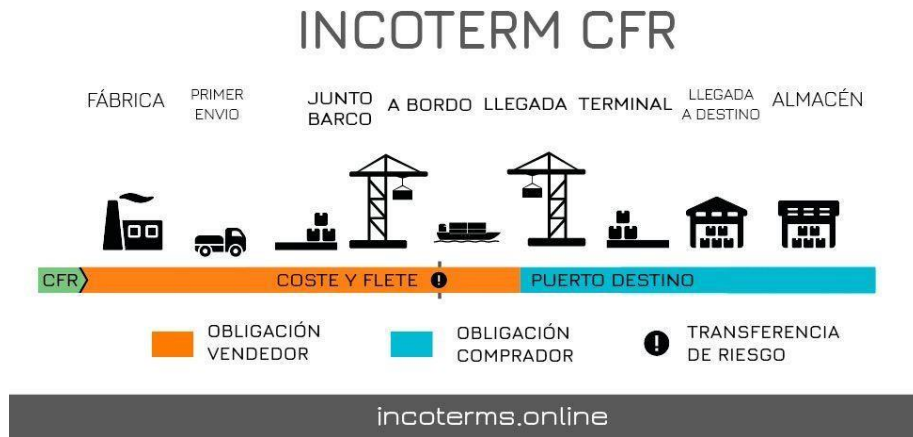 INCOTERM CFR
FÁBRICA
PRIMER
ENVIO
JUNTO
BARCO
A BORDO
LLEGADA
TERMINAL
LLEGADA
A DESTINO
ALMACÉN
CFR
COSTE Y FLETE
PUERTO DESTINO
OBLIGACIÓN
VENDEDOR
OBLIGACIÓN
COMPRADOR
TRANSFERENCIA
DE RIESGO
incoterms.online